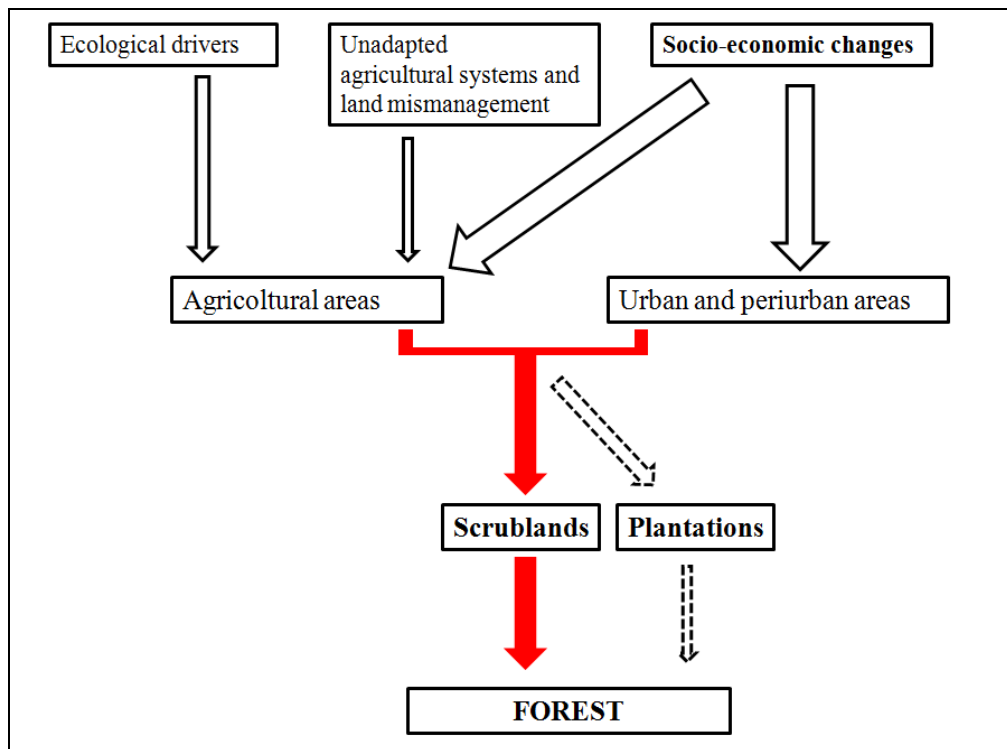 Ecological drivers
Unadapted
agricultural systems and
land mismanagement
Socio-economic changes
Agricoltural areas
Urban and periurban areas
Scrublands
Plantations
FOREST